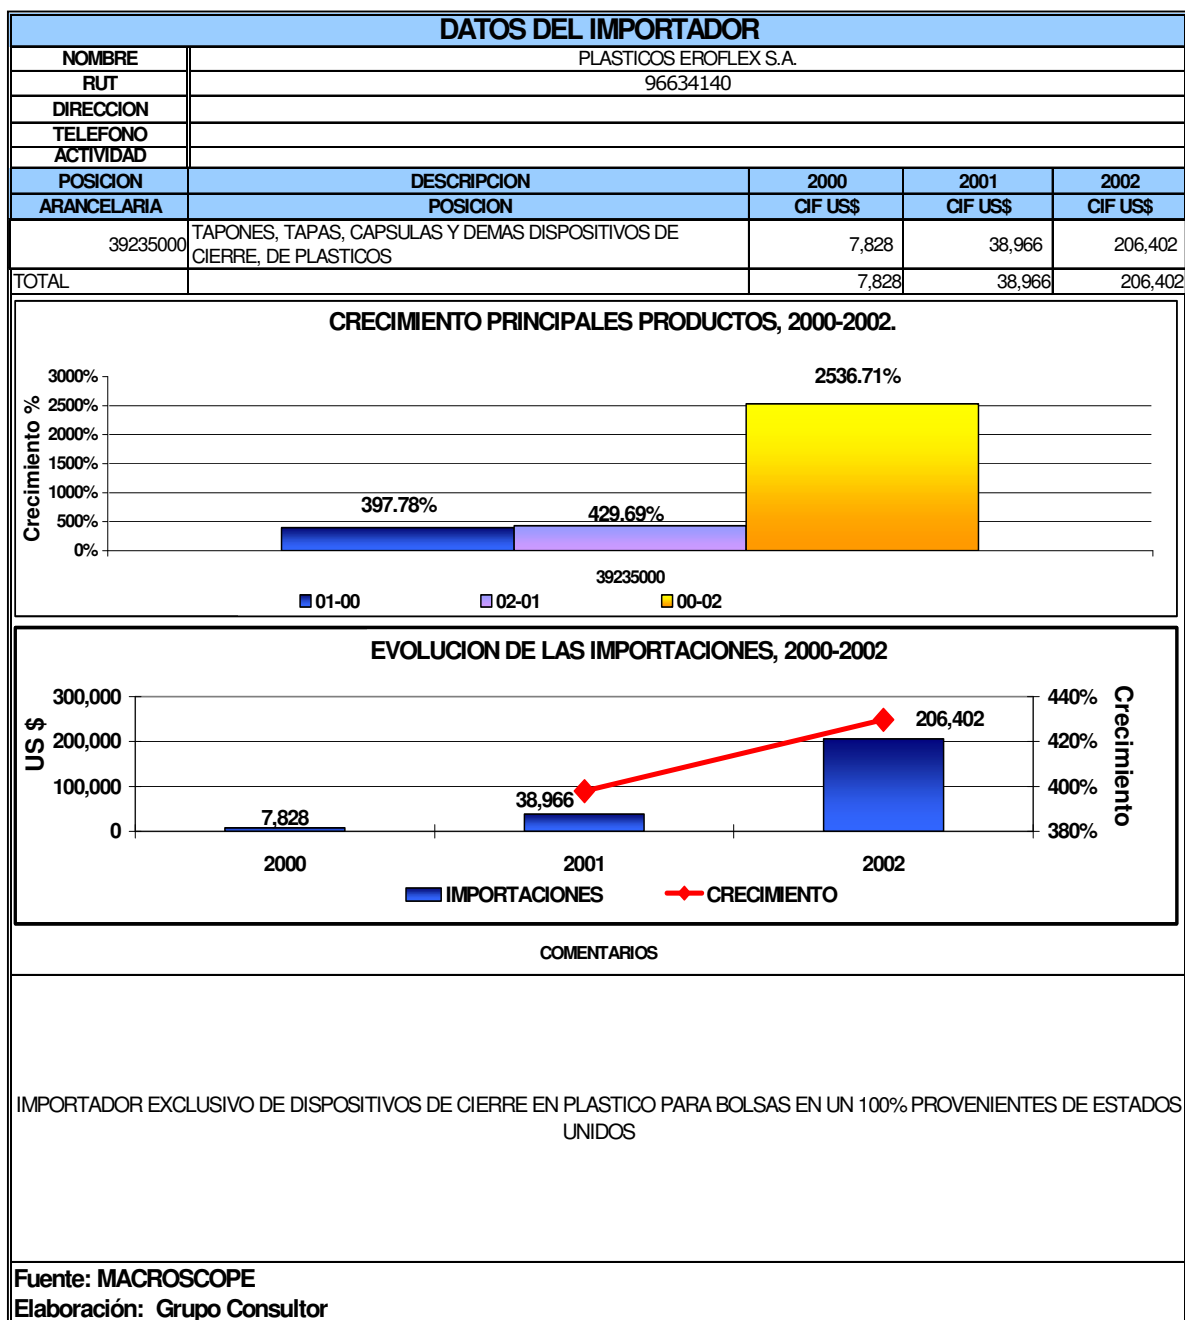 DATOS DEL IMPORTADOR
NOMBRE PLASTICOS EROFLEX S.A.
RUT 96634140
DIRECCION
TELEFONO
ACTIVIDAD
POSICION DESCRIPCION 2000 2001 2002
ARANCELARIA POSICION CIF US$ CIF US$ CIF US$
39235000 TAPONES, TAPAS, CAPSULAS Y DEMAS DISPOSITIVOS DE
CIERRE, DE PLASTICOS 7,828 38,966 206,402
TOTAL 7,828 38,966 206,402
CRECIMIENTO PRINCIPALES PRODUCTOS, 2000-2002.
Crecimiento %
3000%
2500%
2000%
1500%
1000%
500%
0%
397.78%
429.69%
2536.71%
39235000
01-00 02-01 00-02
EVOLUCION DE LAS IMPORTACIONES, 2000-2002
US $
300,000
200,000
100,000
0
7,828
38,966
206,402
440%
420%
400%
380%
Crecimiento
2000 2001 2002
IMPORTACIONES CRECIMIENTO
COMENTARIOS
IMPORTADOR EXCLUSIVO DE DISPOSITIVOS DE CIERRE EN PLASTICO PARA BOLSAS EN UN 100% PROVENIENTES DE ESTADOS
UNIDOS
Fuente: MACROSCOPE
Elaboración: Grupo Consultor